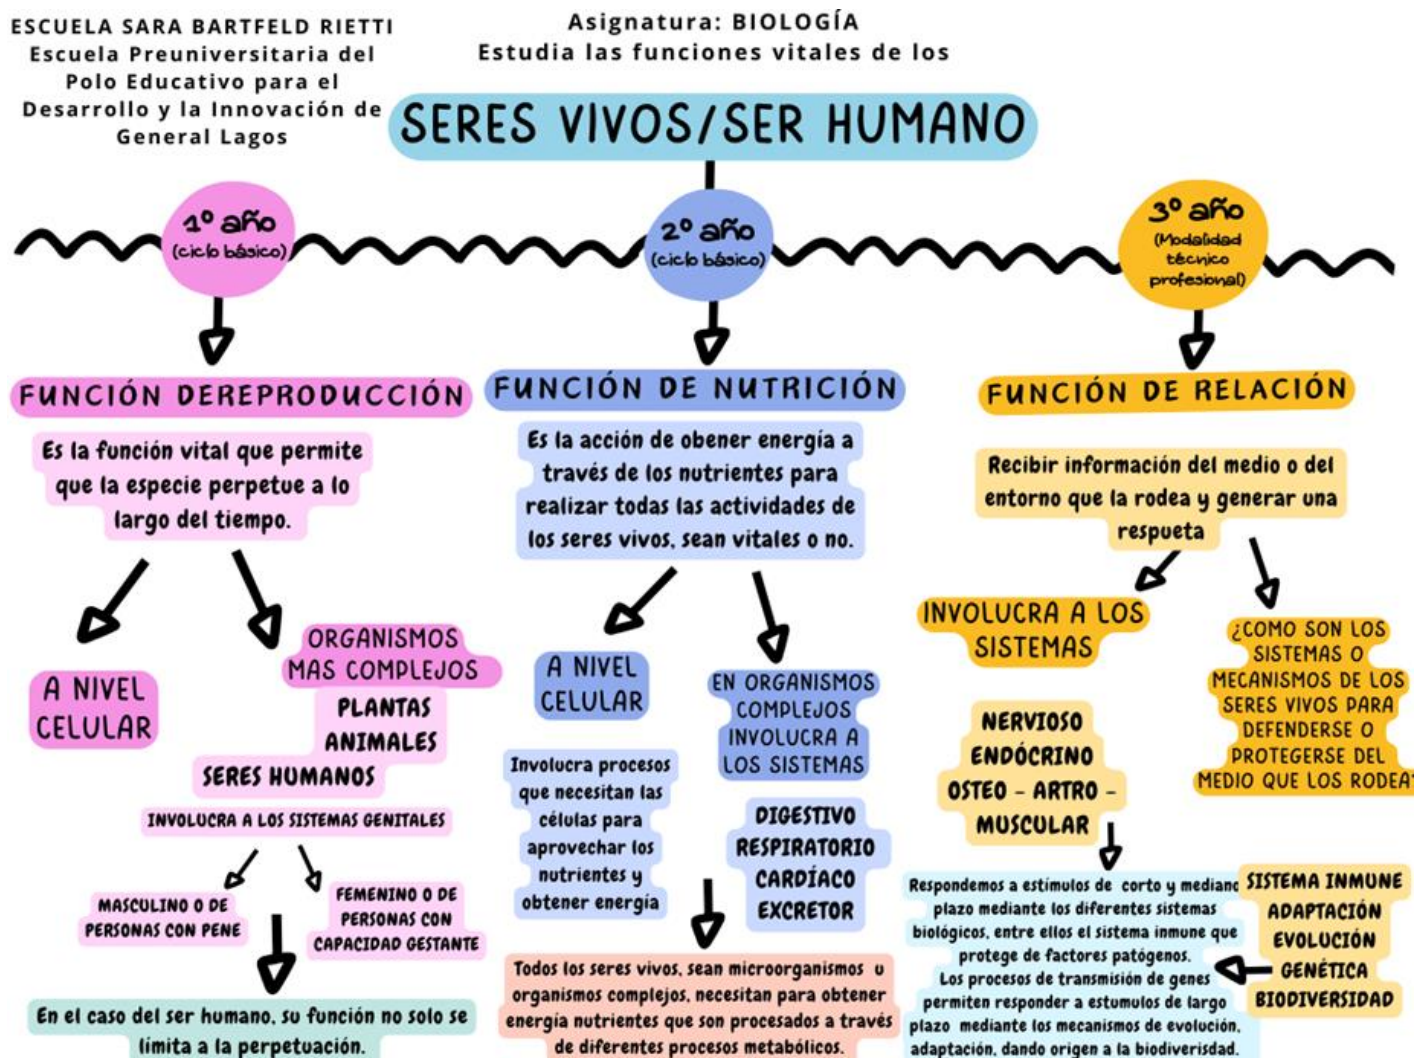 ESCUELA SARA BARTFELD RIETTI
Escuela Preuniversitaria del
Polo Educativo para el
Desarrollo y la Innovación de
General Lagos
Asignatura: BIOLOGÍA
Estudia las funciones vitales de los
SERES VIVOS/SER HUMANO
1º año
(ciclo básico)
2º año
(ciclo básico)
3º año
(Modalidad
técnico
profesional)
FUNCIÓN DEREPRODUCCIÓN
Es la función vital que permite
que la especie perpetue a lo
largo del tiempo.
A NIVEL
CELULAR
ORGANISMOS
MAS COMPLEJOS
PLANTAS
ANIMALES
SERES HUMANOS
INVOLUCRA A LOS SISTEMAS GENITALES
MASCULINO O DE
PERSONAS CON PENE
FEMENINO O DE
PERSONAS CON
CAPACIDAD GESTANTE
En el caso del ser humano, su función no solo se
límita a la perpetuación.
FUNCIÓN DE NUTRICIÓN
Es la acción de obener energía a
través de los nutrientes para
realizar todas las actividades de
los seres vivos, sean vitales o no.
A NIVEL
CELULAR
Involucra procesos
que necesitan las
células para
aprovechar los
nutrientes y
obtener energía
EN ORGANISMOS
COMPLEJOS
INVOLUCRA A
LOS SISTEMAS
DIGESTIVO
RESPIRATORIO
CARDÍACO
EXCRETOR
Todos los seres vivos, sean microorganismos u
organismos complejos, necesitan para obtener
energía nutrientes que son procesados a través
de diferentes procesos metabólicos.
FUNCIÓN DE RELACIÓN
Recibir información del medio o del
entorno que la rodea y generar una
respueta
INVOLUCRA A LOS
SISTEMAS
NERVIOSO
ENDÓCRINO
OSTEO - ARTRO -
MUSCULAR
¿COMO SON LOS
SISTEMAS O
MECANISMOS DE LOS
SERES VIVOS PARA
DEFENDERSE O
PROTEGERSE DEL
MEDIO QUE LOS RODEA?
Respondemos a estímulos de corto y mediano
plazo mediante los diferentes sistemas
biológicos, entre ellos el sistema inmune que
protege de factores patógenos.
Los procesos de transmisión de genes
permiten responder a estumulos de largo
plazo mediante los mecanismos de evolución,
adaptación, dando origen a la biodiverisdad.
SISTEMA INMUNE
ADAPTACIÓN
EVOLUCIÓN
GENÉTICA
BIODIVERSIDAD